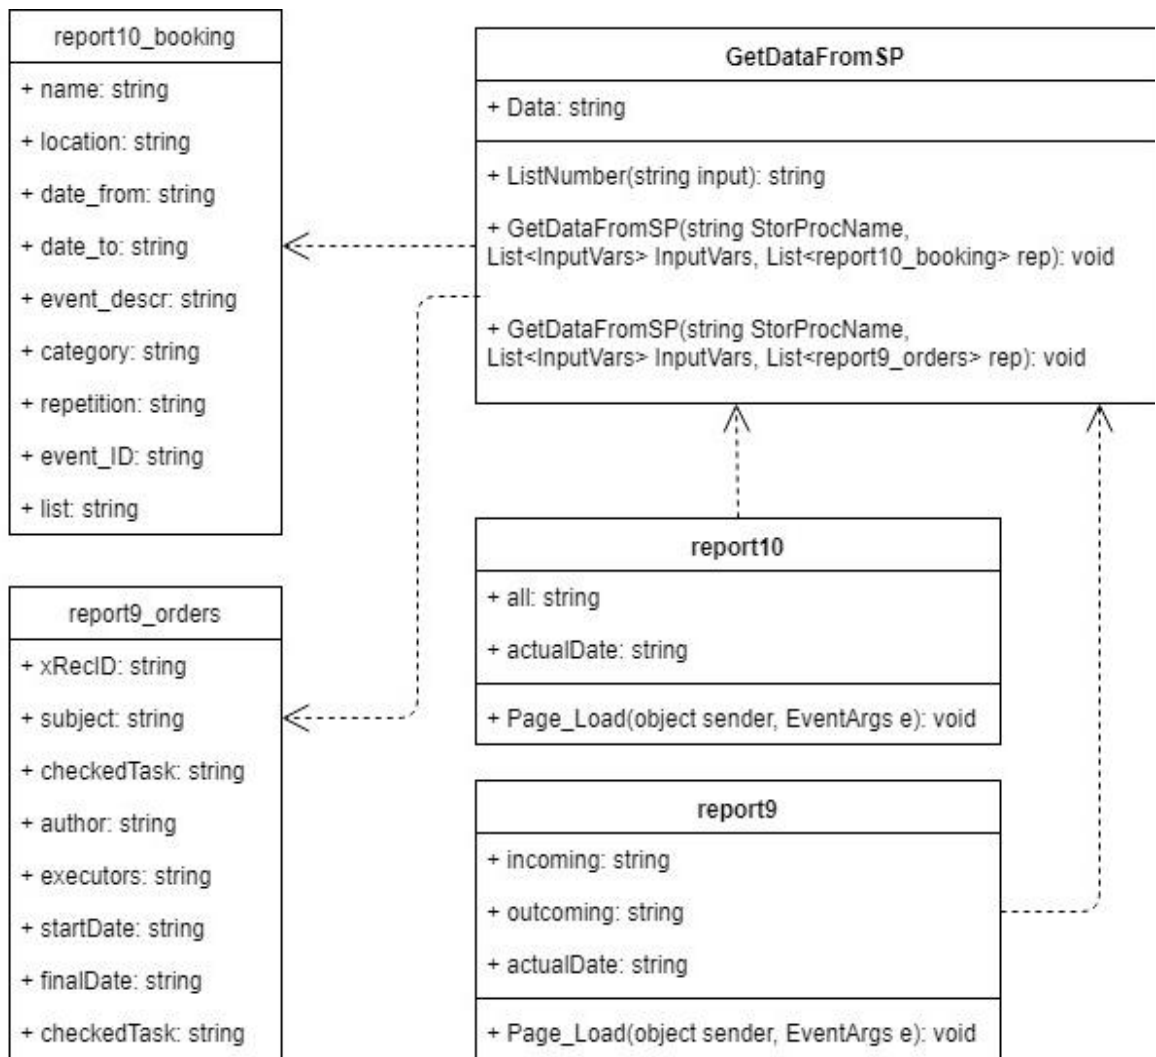 report10_booking
+ name: string
+ location: string
+ date_from: string
+ date_to: string
+ event_descr: string
+ category: string
+ repetition: string
+ event_ID: string
+ list: string
report9_orders
+ xRecID: string
+ subject: string
+ checkedTask: string
+ author: string
+ executors: string
+ startDate: string
+ finalDate: string
+ checkedTask: string
GetDataFromSP
+ Data: string
+ ListNumber(string input): string
+ GetDataFromSP(string StorProcName,
List<InputVars> InputVars, List<report10_booking> rep): void
+ GetDataFromSP(string StorProcName,
List<InputVars> InputVars, List<report9_orders> rep): void
report10
+ all: string
+ actualDate: string
+ Page_Load(object sender, EventArgs e): void
report9
+ incoming: string
+ outcoming: string
+ actualDate: string
+ Page_Load(object sender, EventArgs e): void